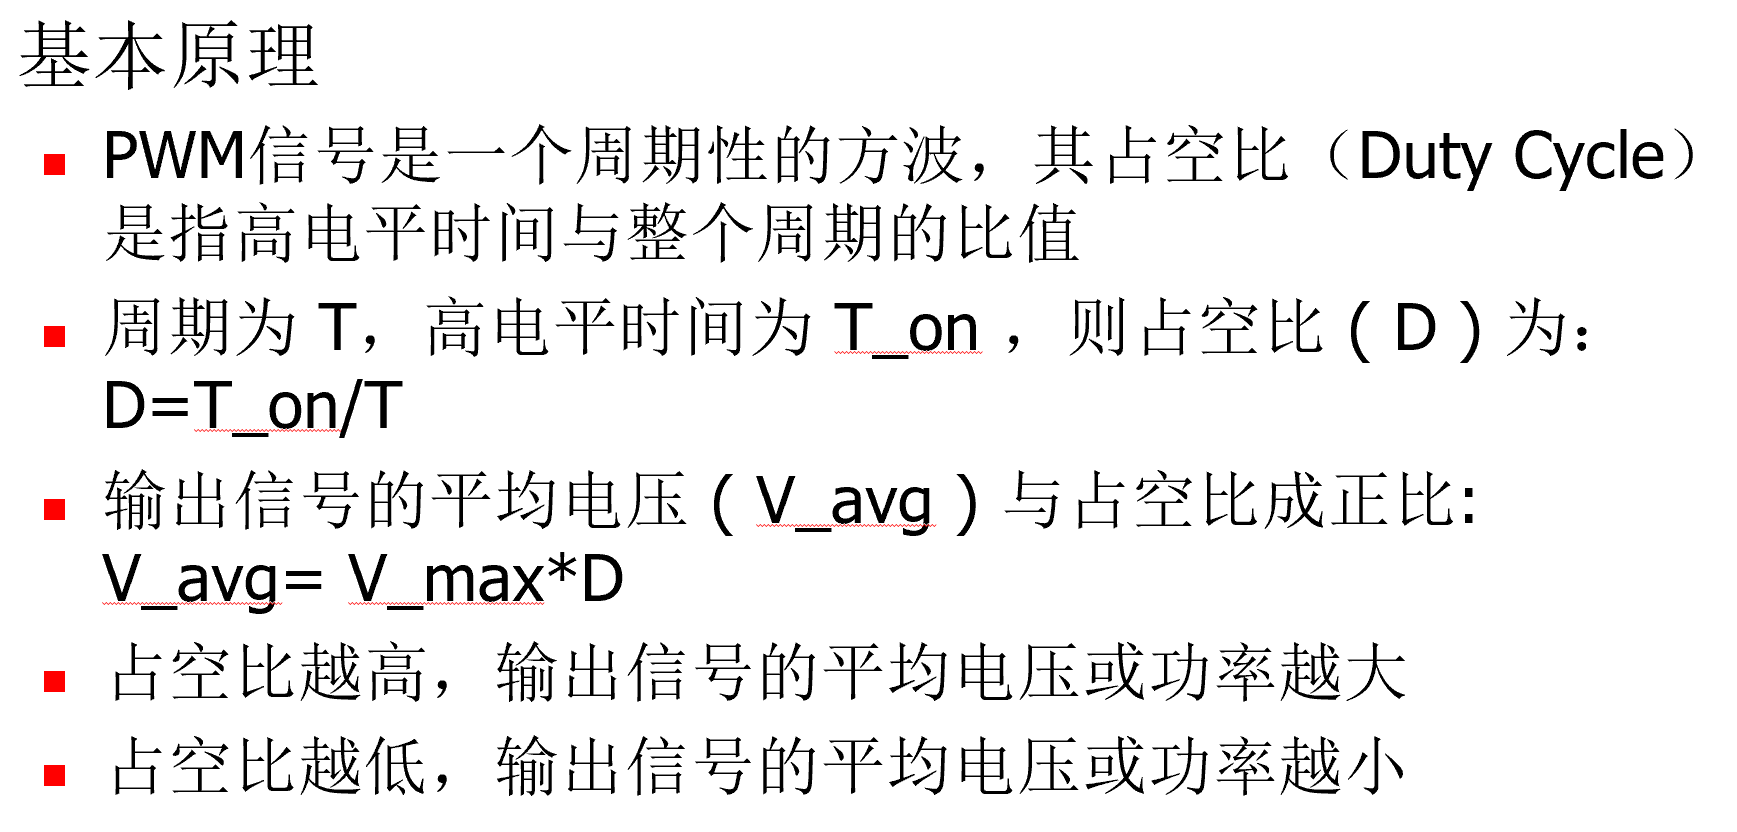 基本原理
PWM信号是一个周期性的方波，其占空比（Duty Cycle）
是指高电平时间与整个周期的比值
周期为 T，高电平时间为 T_on ，则占空比 ( D ) 为：
D=T_on/T
输出信号的平均电压 ( V_avg ) 与占空比成正比:
V_avg= V_max*D
占空比越高，输出信号的平均电压或功率越大
占空比越低，输出信号的平均电压或功率越小